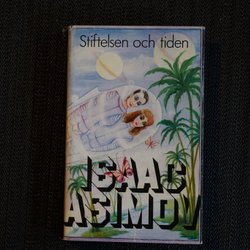 Stiftelsen och tiden
ISAAC
ASIMOV